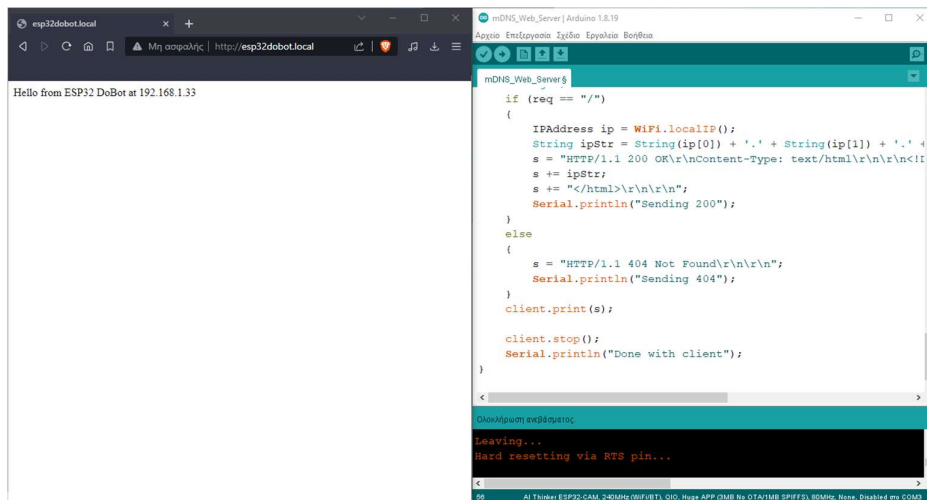 esp32dobot.local
Μη ασφαλής | http://esp32dobot.local
Hello from ESP32 DoBot at 192.168.1.33
mDNS_Web_Server | Arduino 1.8.19
Αρχείο Επεξεργασία Σχέδιο Εργαλεία Βοήθεια
mDNS_Web_Server §
if (req == "/")
{
IPAddress ip = WiFi.localIP();
String ipStr = String(ip[0]) + '.' + String(ip[1]) + '.' +
s = "HTTP/1.1 200 OK\r\nContent-Type: text/html\r\n\r\n<!D
s += ipStr;
s += "</html>\r\n\r\n";
Serial.println("Sending 200");
}
else
{
s = "HTTP/1.1 404 Not Found\r\n\r\n";
Serial.println("Sending 404");
}
client.print(s);
client.stop();
Serial.println("Done with client");
}
Ολοκλήρωση ανεβάσματος.
Leaving...
Hard resetting via RTS pin...
56 AI Thinker ESP32-CAM, 240MHz (WiFi/BT), QIO, Huge APP (3MB No OTA/1MB SPIFFS), 80MHz, None, Disabled στο COM3